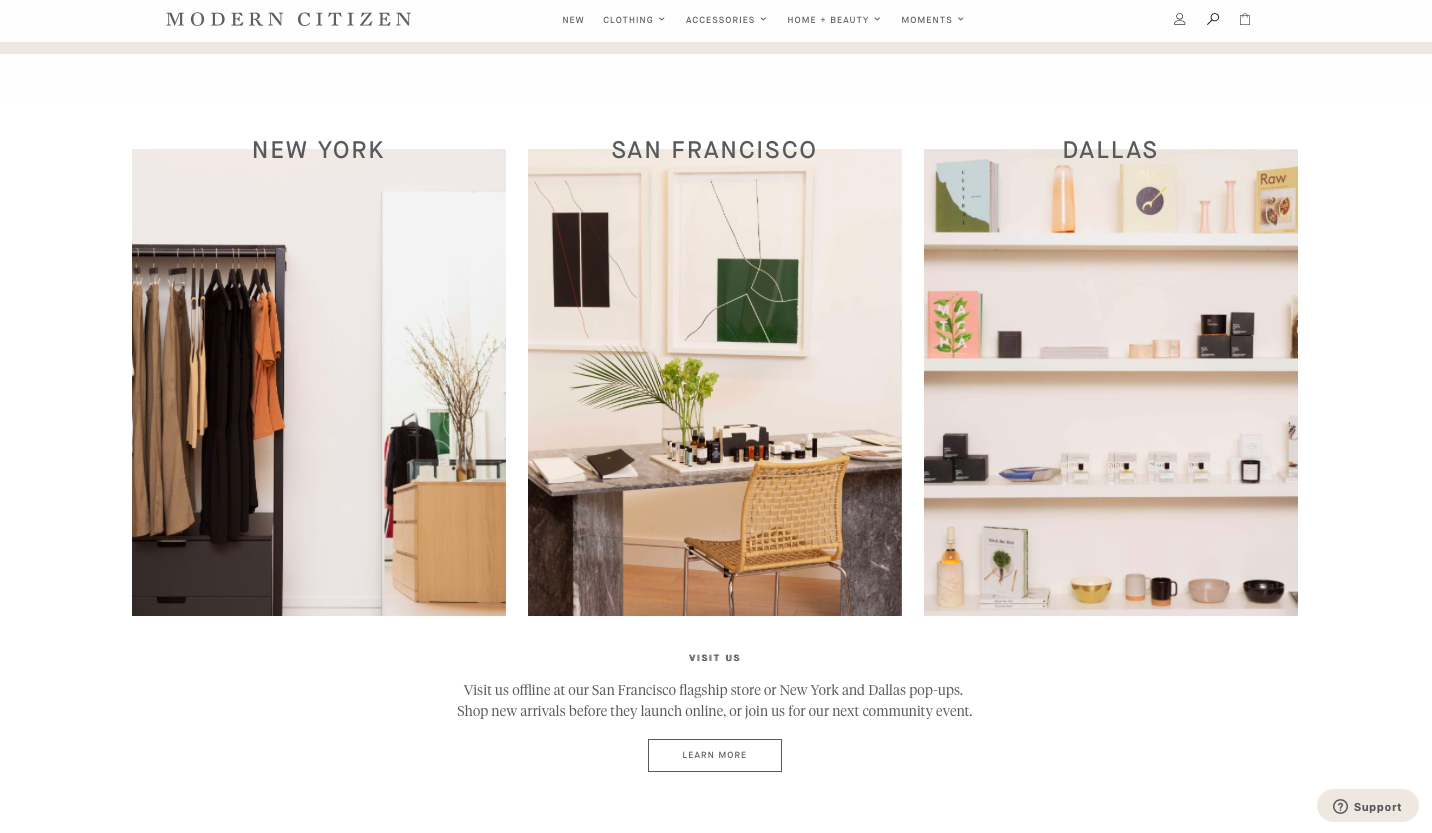 MODERN CITIZEN
NEW
CLOTHING
ACCESSORIES
HOME + BEAUTY
MOMENTS
NEW YORK
SAN FRANCISCO
DALLAS
CENTRAL
Raw
VISIT US
Visit us offline at our San Francisco flagship store or New York and Dallas pop-ups.
Shop new arrivals before they launch online, or join us for our next community event.
LEARN MORE
Support